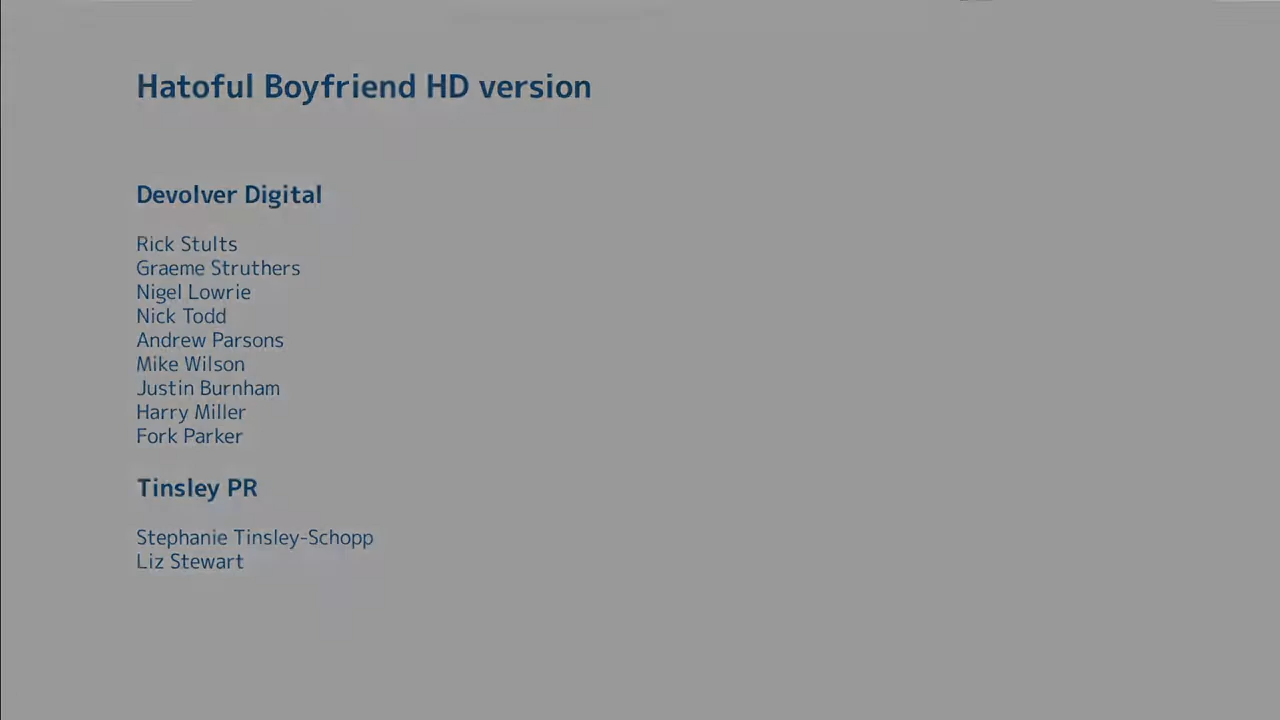 Hatoful Boyfriend HD version
Devolver Digital
Rick Stults
Graeme Struthers
Nigel Lowrie
Nick Todd
Andrew Parsons
Mike Wilson
Justin Burnham
Harry Miller
Fork Parker
Tinsley PR
Stephanie Tinsley-Schopp
Liz Stewart